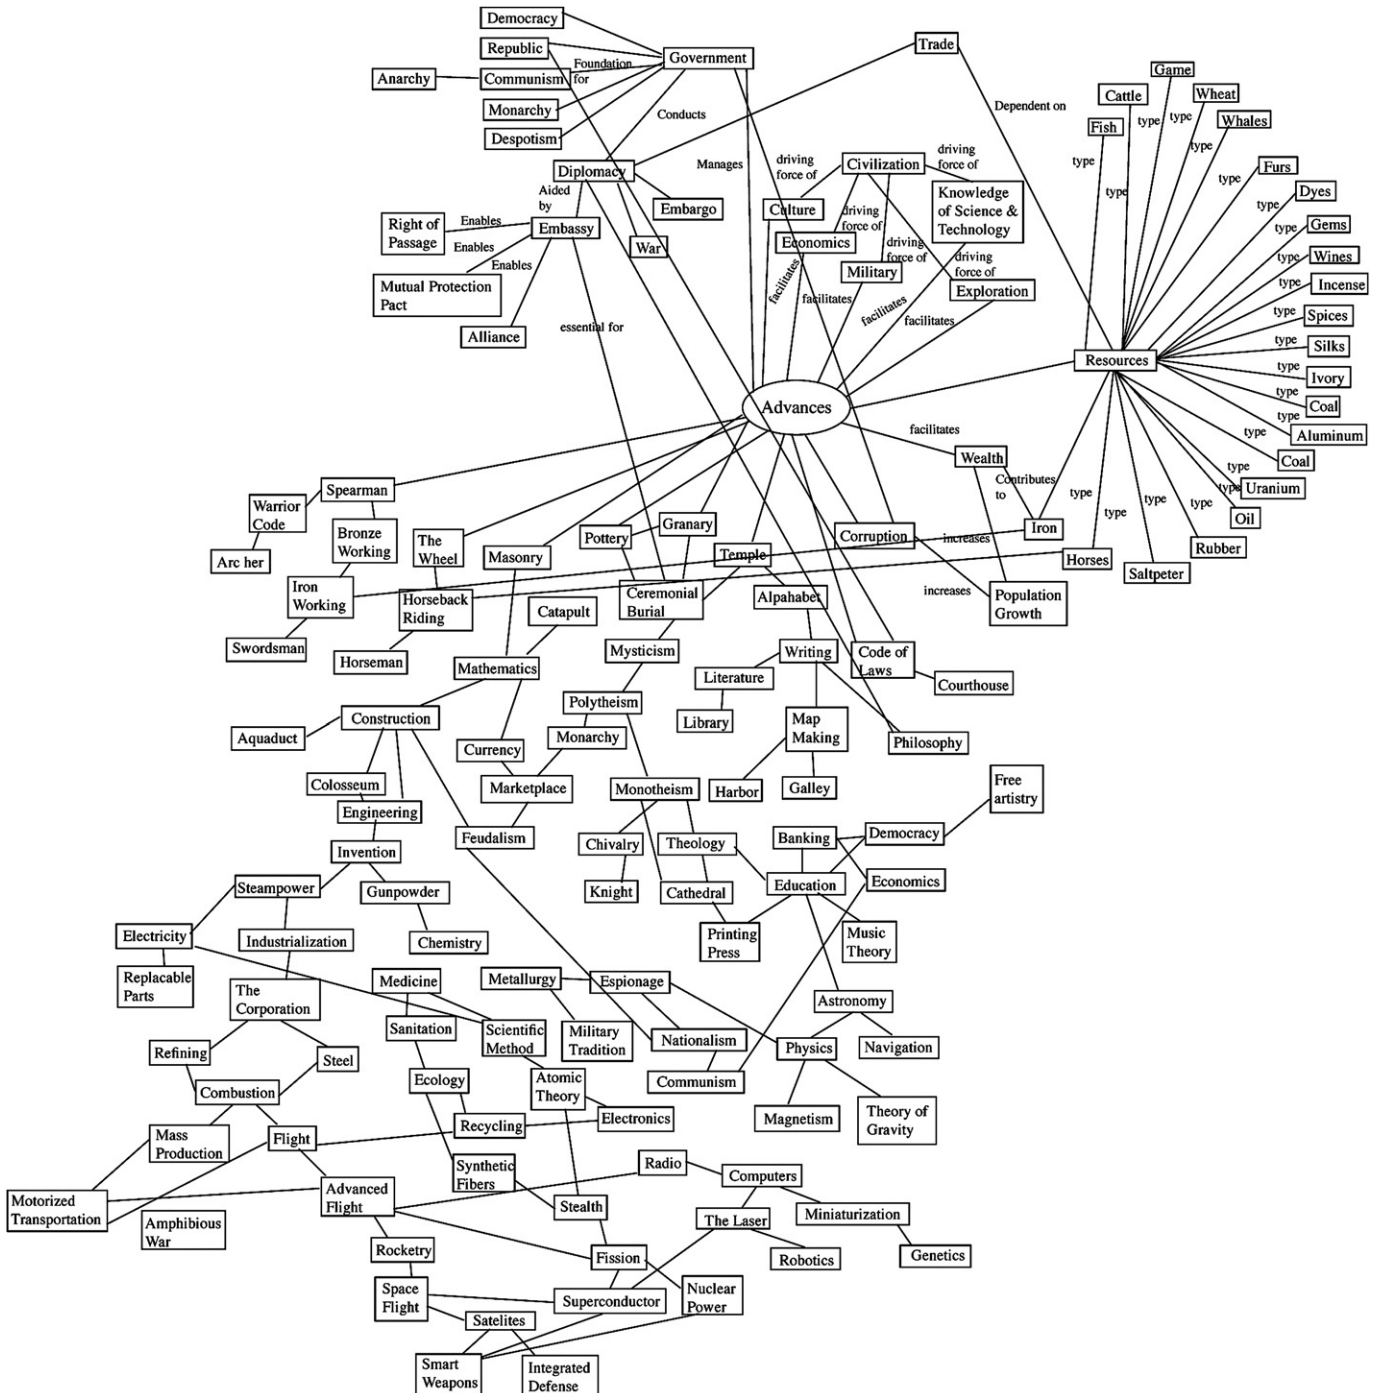 Democracy
Republic
Government
Trade
Foundation
for
Anarchy
Communism
Monarchy
Despotism
Conducts
Dependent on
Game
Cattle
Wheat
Fish
Whales
type
type
type
type
type
type
Furs
Dyes
type
Gems
type
Wines
type
Incense
type
Spices
type
Silks
type
Ivory
type
Coal
type
Aluminum
type
Coal
type
Uranium
type
Oil
type
Rubber
type
Saltpeter
type
Horses
type
Iron
Resources
Manages
Diplomacy
Aided
by
Embargo
War
Embassy
Right of
Passage
Enables
Enables
Enables
Mutual Protection
Pact
Alliance
essential for
driving
force of
Civilization
driving
force of
Culture
driving
force of
Economics
Knowledge
of Science &
Technology
driving
force of
Military
driving
force of
Exploration
facilitates
facilitates
facilitates
facilitates
Advances
facilitates
Wealth
Contributes
to
Spearman
Warrior
Code
Arc her
Bronze
Working
Iron
Working
Swordsman
The
Wheel
Horseback
Riding
Horseman
Masonry
Pottery
Granary
Temple
Corruption
increases
increases
Population
Growth
Ceremonial
Burial
Alpahabet
Catapult
Mysticism
Writing
Code of
Laws
Courthouse
Mathematics
Literature
Library
Polytheism
Map
Making
Philosophy
Construction
Aquaduct
Monarchy
Currency
Marketplace
Harbor
Galley
Free
artistry
Colosseum
Engineering
Monotheism
Feudalism
Chivalry
Theology
Banking
Democracy
Invention
Knight
Cathedral
Education
Economics
Steampower
Gunpowder
Electricity
Industrialization
Chemistry
Printing
Press
Music
Theory
Replacable
Parts
The
Corporation
Medicine
Metallurgy
Espionage
Astronomy
Sanitation
Scientific
Method
Military
Tradition
Nationalism
Physics
Navigation
Refining
Steel
Ecology
Atomic
Theory
Communism
Combustion
Recycling
Electronics
Magnetism
Theory of
Gravity
Mass
Production
Flight
Synthetic
Fibers
Radio
Computers
Motorized
Transportation
Advanced
Flight
Stealth
The Laser
Miniaturization
Amphibious
War
Rocketry
Fission
Robotics
Genetics
Space
Flight
Superconductor
Nuclear
Power
Satelites
Smart
Weapons
Integrated
Defense